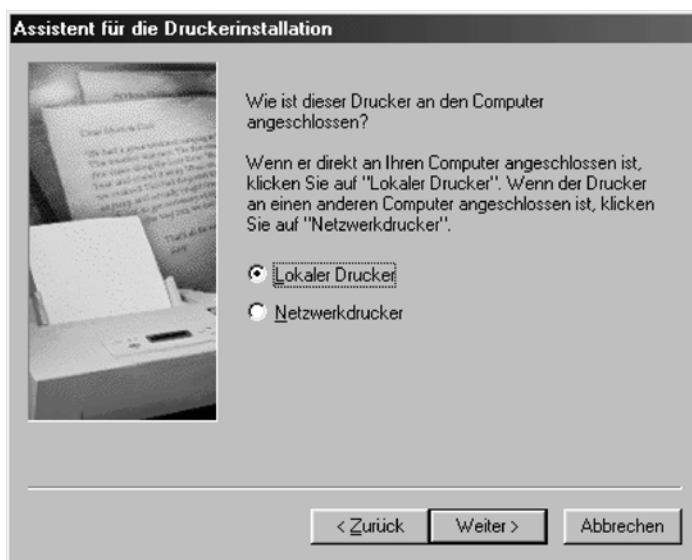 Assistent für die Druckerinstallation
Wie ist dieser Drucker an den Computer
angeschlossen?
Wenn er direkt an Ihren Computer angeschlossen ist,
klicken Sie auf "Lokaler Drucker". Wenn der Drucker
an einen anderen Computer angeschlossen ist, klicken
Sie auf "Netzwerkdrucker".
Lokaler Drucker
Netzwerkdrucker
< Zurück
Weiter >
Abbrechen